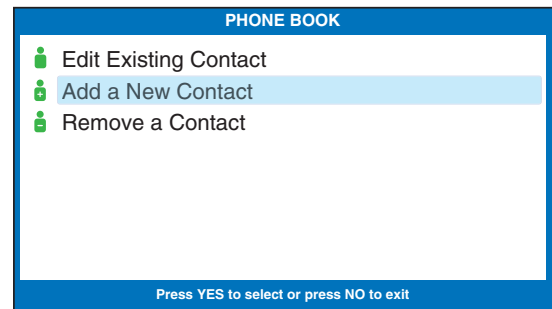 PHONE BOOK
Edit Existing Contact
Add a New Contact
Remove a Contact
Press YES to select or press NO to exit